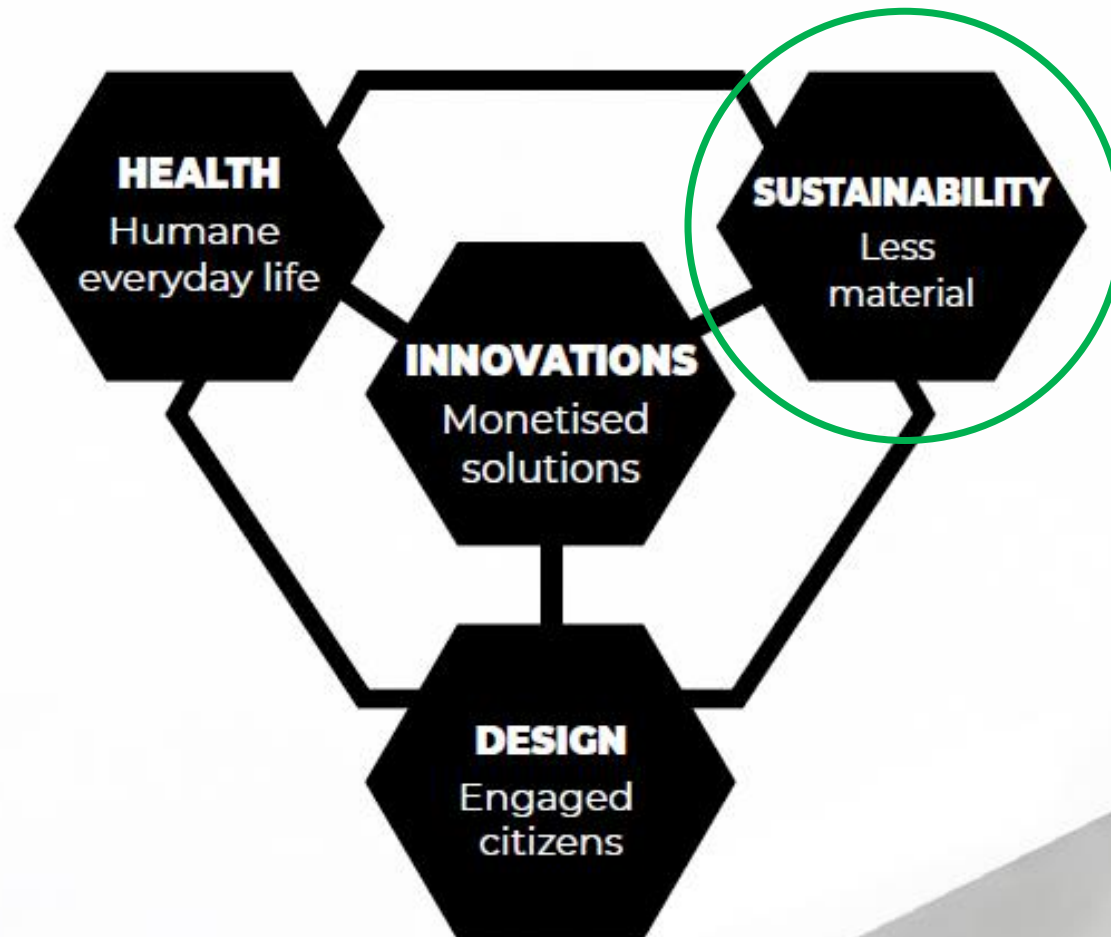 HEALTH
Humane
everyday life
SUSTAINABILITY
Less
material
INNOVATIONS
Monetised
solutions
DESIGN
Engaged
citizens